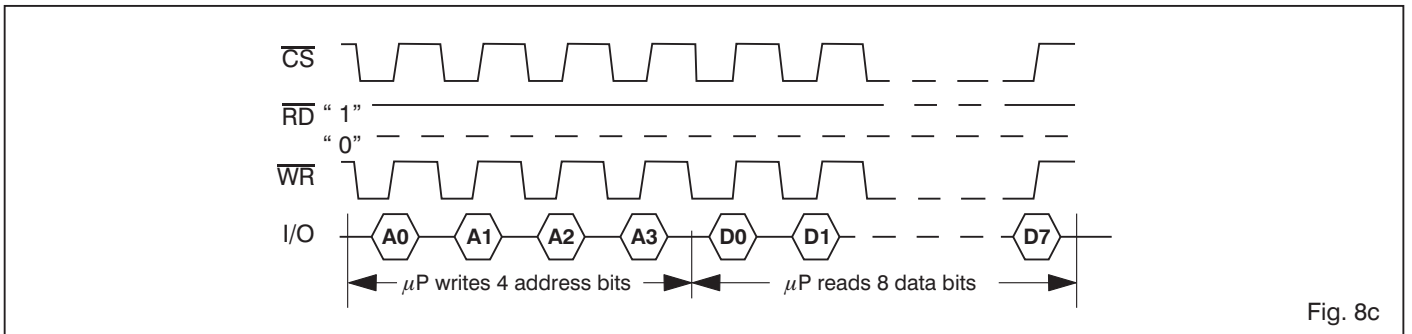 CS
RD “ 1”
“ 0”
WR
I/O A0 A1 A2 A3 D0 D1 D7
μP writes 4 address bits μP reads 8 data bits
Fig. 8c